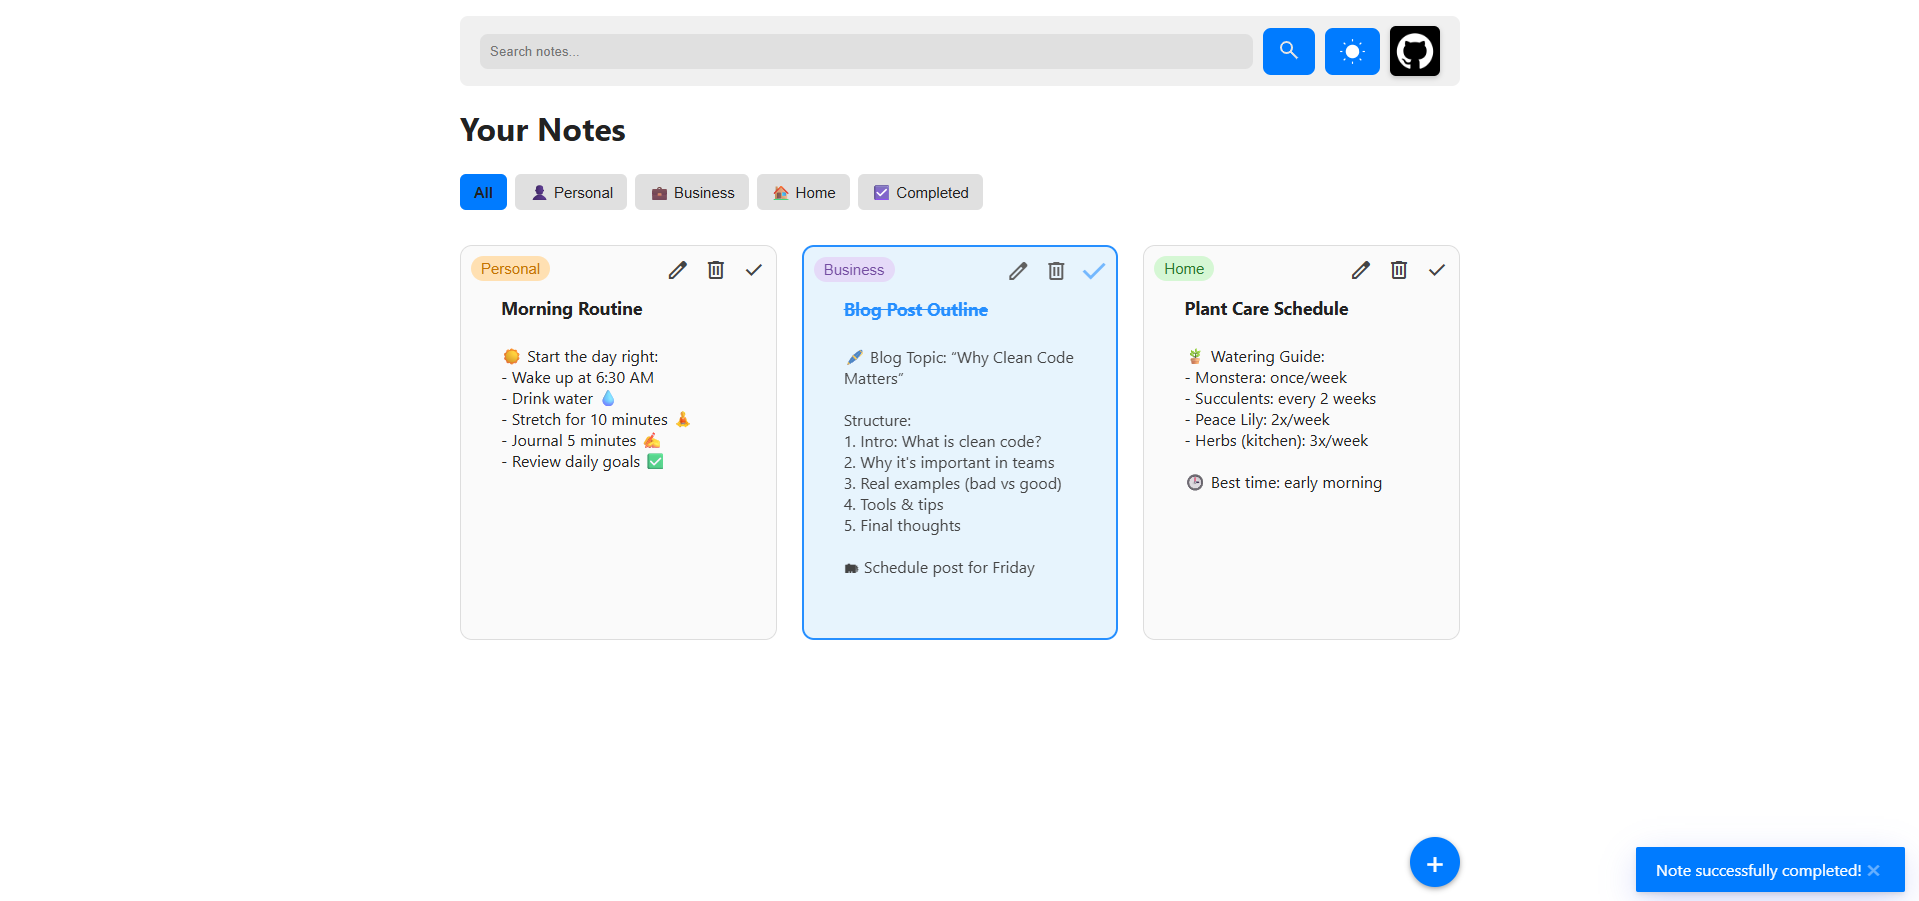 Search notes...
Your Notes
All
👤 Personal
💼 Business
🏠 Home
☑ Completed
Personal
Morning Routine
🌞 Start the day right:
- Wake up at 6:30 AM
- Drink water 💧
- Stretch for 10 minutes 🧘
- Journal 5 minutes ✍
- Review daily goals ✅
Business
Blog Post Outline
Blog Topic: “Why Clean Code
Matters”
Structure:
1. Intro: What is clean code?
2. Why it's important in teams
3. Real examples (bad vs good)
4. Tools & tips
5. Final thoughts
Schedule post for Friday
Home
Plant Care Schedule
🪴 Watering Guide:
- Monstera: once/week
- Succulents: every 2 weeks
- Peace Lily: 2x/week
- Herbs (kitchen): 3x/week
🕒 Best time: early morning
+
Note successfully completed! ✕